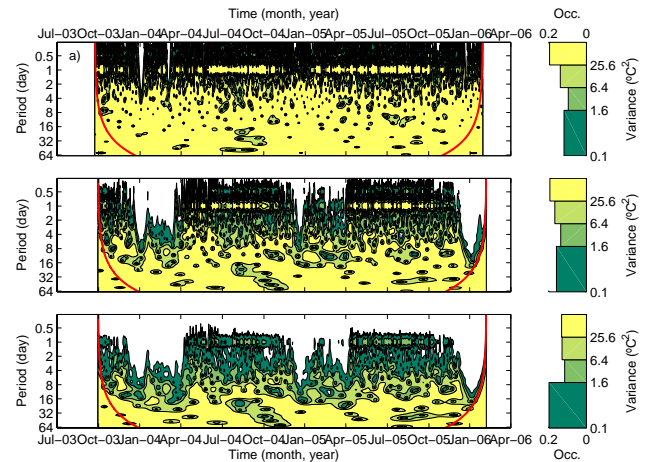 Time (month, year)
Occ.
Jul-03 Oct-03 Jan-04 Apr-04 Jul-04 Oct-04 Jan-05 Apr-05 Jul-05 Oct-05 Jan-06 Apr-06
0.2 0
a)
Period (day)
0.5
1
2
4
8
16
32
64
25.6
6.4
1.6
0.1
Variance (ºC²)
Period (day)
0.5
1
2
4
8
16
32
64
25.6
6.4
1.6
0.1
Variance (ºC²)
Period (day)
0.5
1
2
4
8
16
32
64
25.6
6.4
1.6
0.1
Variance (ºC²)
Jul-03 Oct-03 Jan-04 Apr-04 Jul-04 Oct-04 Jan-05 Apr-05 Jul-05 Oct-05 Jan-06 Apr-06
0.2 0
Time (month, year)
Occ.